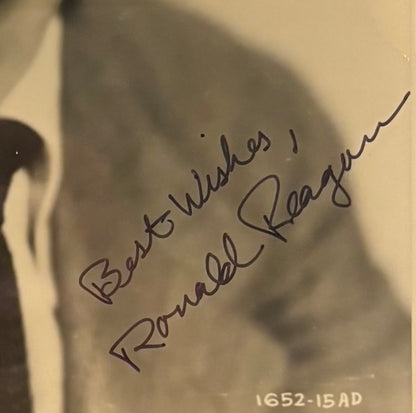 Best Wishes,
Ronald Reagan
1652-15AD